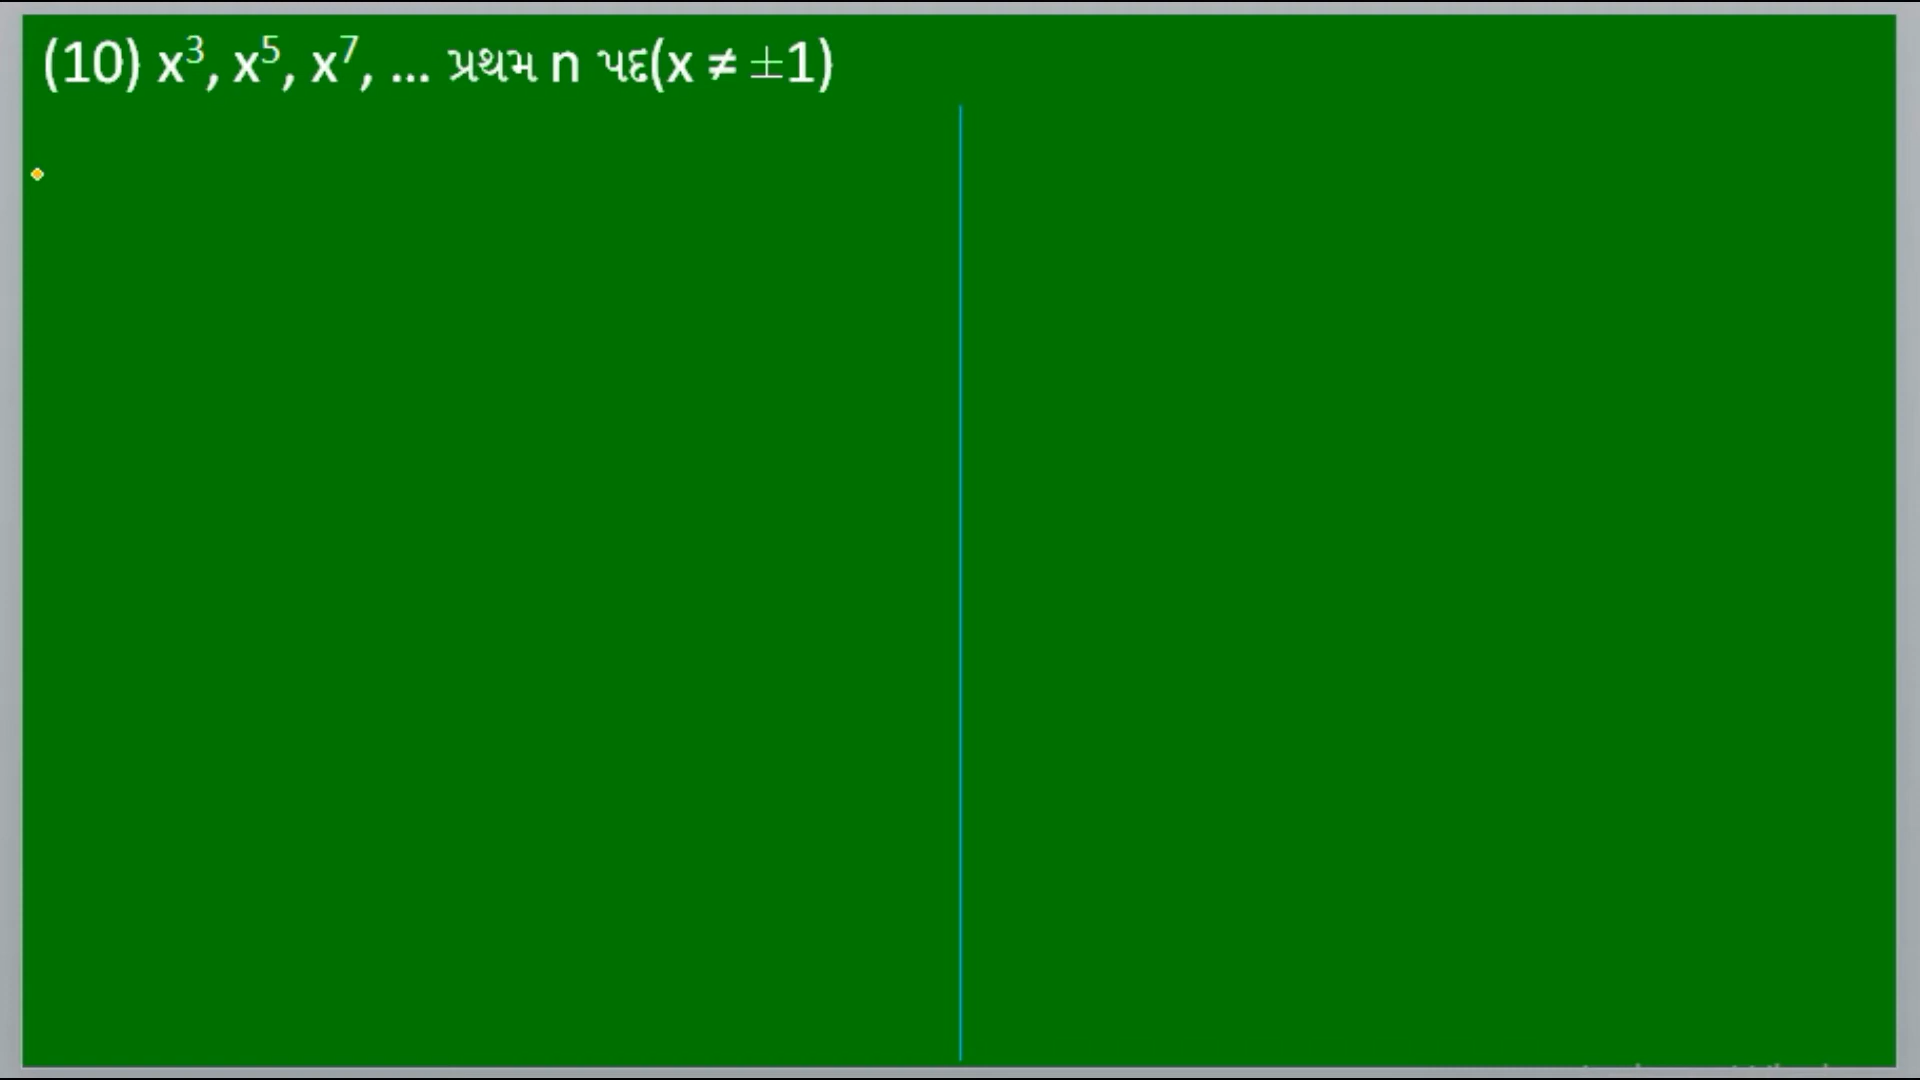 (10) x³, x⁵, x⁷, ... પ્રથમ n પદ(x ≠ ±1)